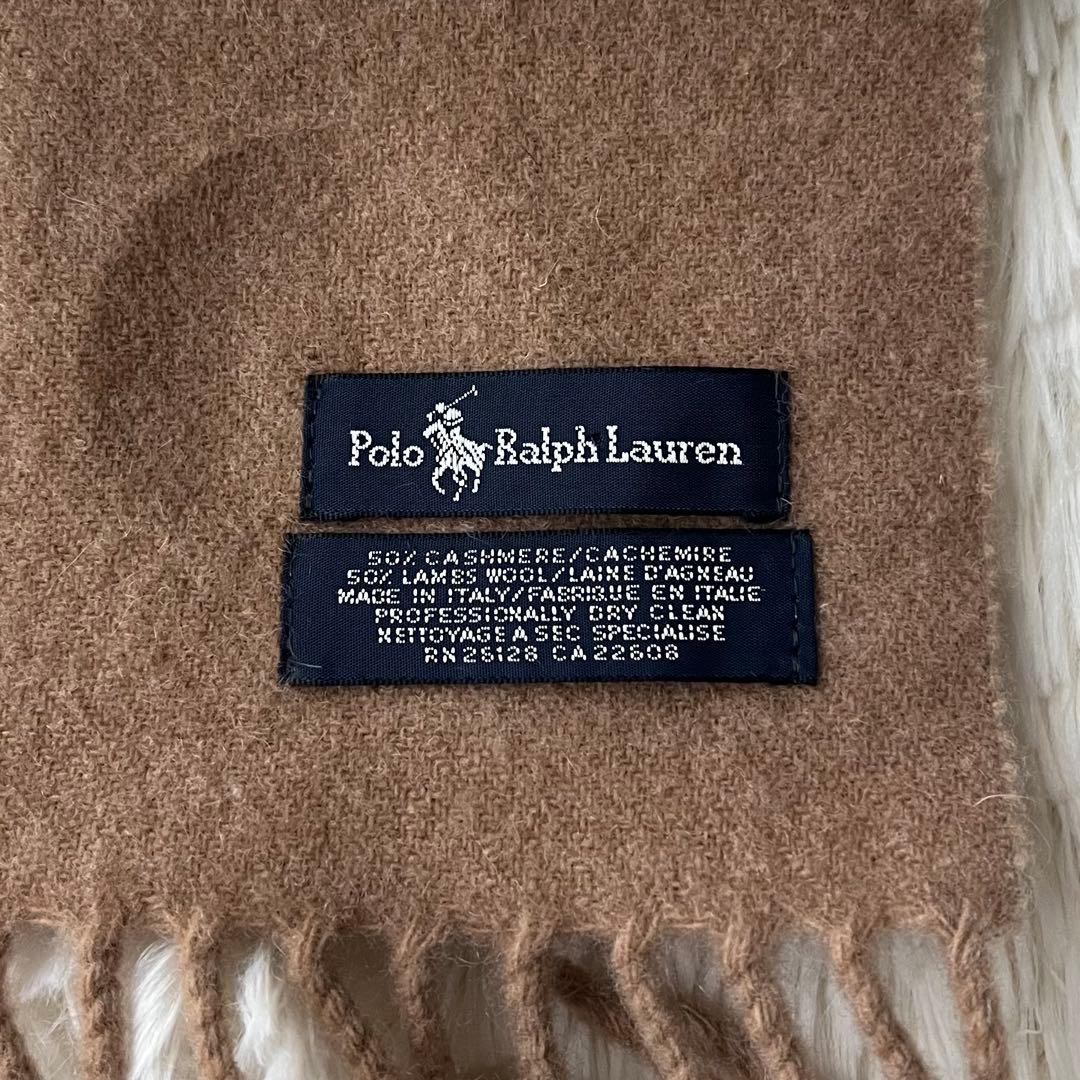 Polo Ralph Lauren
50% CASHMERE/CACHEMIRE
50% LAMBS WOOL/LAINE D'AGNEAU
MADE IN ITALY/FABRIQUE EN ITALIE
PROFESSIONALLY DRY CLEAN
NETTOYAGE A SEC SPECIALISE
RN 28128 CA 22608